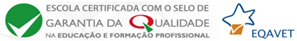 ESCOLA CERTIFICADA COM O SELO DE
GARANTIA DA QUALIDADE
NA EDUCAÇÃO E FORMAÇÃO PROFISSIONAL
EQAVET